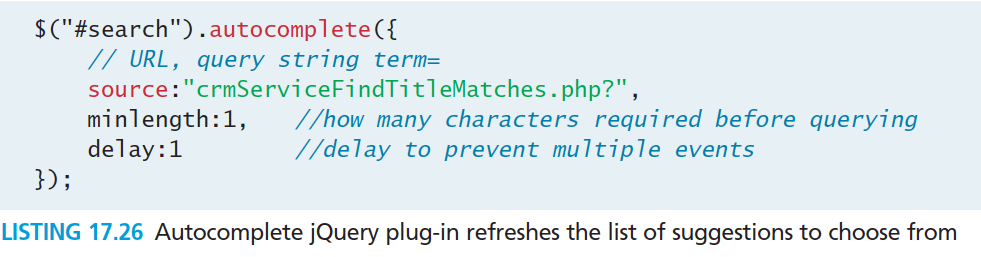 $("#search").autocomplete({
// URL, query string term=
source:"crmServiceFindTitleMatches.php?",
minlength:1, //how many characters required before querying
delay:1 //delay to prevent multiple events
});
LISTING 17.26 Autocomplete jQuery plug-in refreshes the list of suggestions to choose from